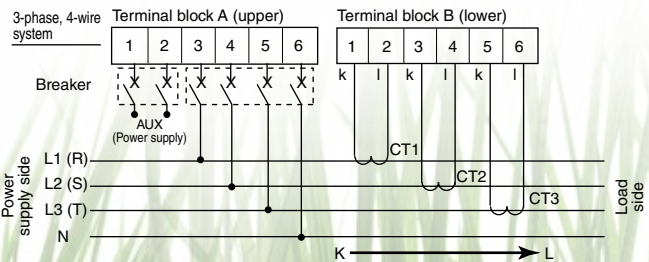 3-phase, 4-wire
system
Terminal block A (upper)
1 2 3 4 5 6
Terminal block B (lower)
1 2 3 4 5 6
k l k l k l
Breaker
AUX
(Power supply)
Power
supply side
L1 (R)
L2 (S)
L3 (T)
N
CT1
CT2
CT3
Load
side
K L